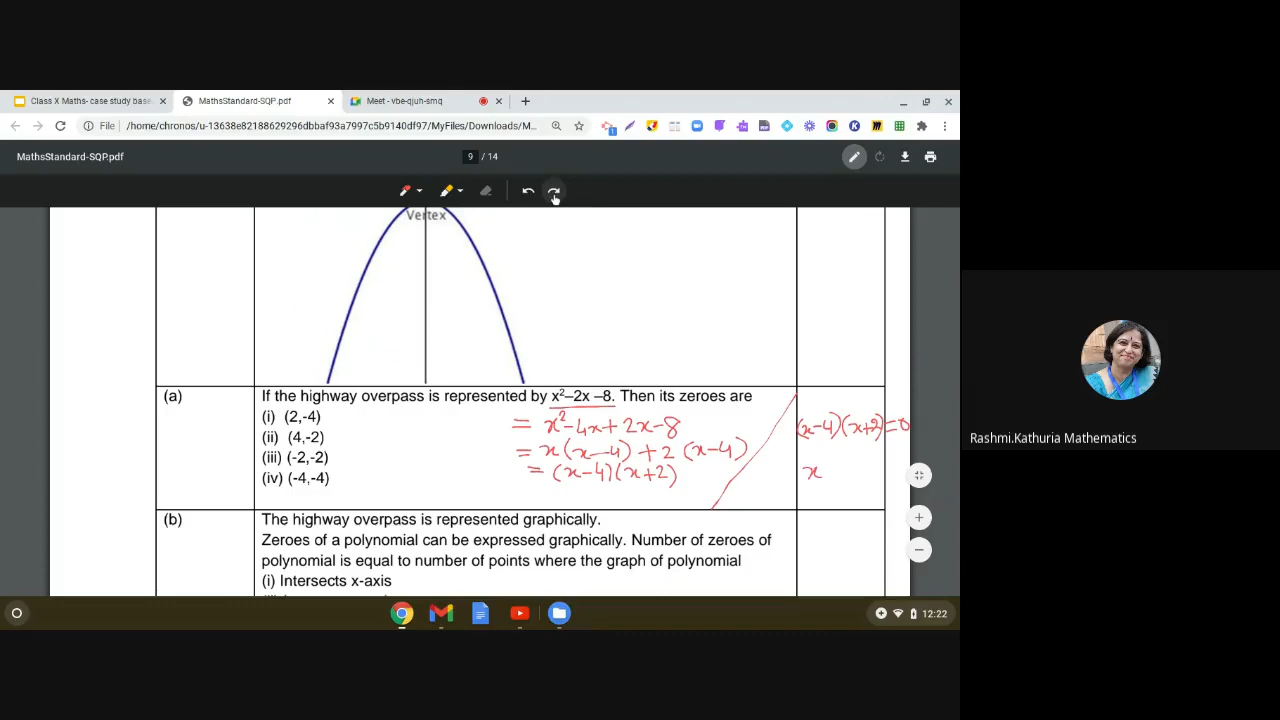 Class X Maths- case study base
MathsStandard-SQP.pdf
Meet - vbe-qjuh-smq
File
/home/chronos/u-13638e82188629296dbbaf93a7997c5b9140df97/MyFiles/Downloads/M...
MathsStandard-SQP.pdf
9 / 14
Vertex
(a)
If the highway overpass is represented by x²–2x –8. Then its zeroes are
(i) (2,-4)
(ii) (4,-2)
(iii) (-2,-2)
(iv) (-4,-4)
= x²-4x+2x-8
= x(x-4)+2(x-4)
= (x-4)(x+2)
(x-4)(x+2)=0
x
(b)
The highway overpass is represented graphically.
Zeroes of a polynomial can be expressed graphically. Number of zeroes of
polynomial is equal to number of points where the graph of polynomial
(i) Intersects x-axis
Rashmi.Kathuria Mathematics
12:22